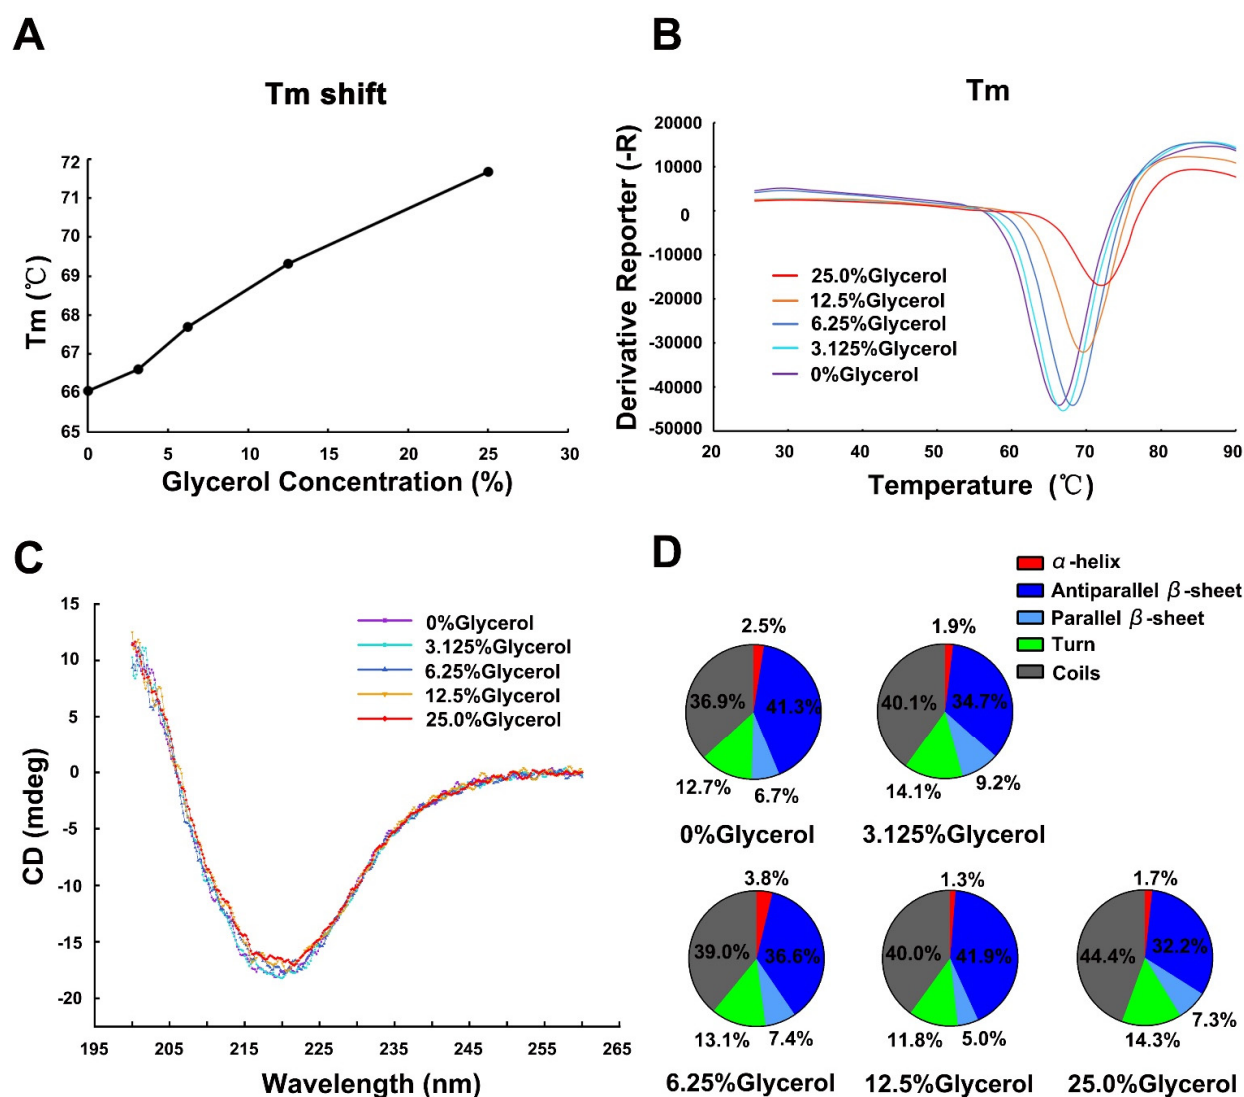 A
Tm shift
Tm (℃)
72
71
70
69
68
67
66
65
0
5
10
15
20
25
30
Glycerol Concentration (%)
B
Tm
Derivative Reporter (-R)
20000
10000
0
-10000
-20000
-30000
-40000
-50000
25.0%Glycerol
12.5%Glycerol
6.25%Glycerol
3.125%Glycerol
0%Glycerol
20
30
40
50
60
70
80
90
Temperature (℃)
C
CD (mdeg)
15
10
5
0
-5
-10
-15
-20
0%Glycerol
3.125%Glycerol
6.25%Glycerol
12.5%Glycerol
25.0%Glycerol
195
205
215
225
235
245
255
265
Wavelength (nm)
D
α-helix
Antiparallel β-sheet
Parallel β-sheet
Turn
Coils
2.5%
41.3%
6.7%
12.7%
36.9%
0%Glycerol
1.9%
34.7%
9.2%
14.1%
40.1%
3.125%Glycerol
3.8%
36.6%
7.4%
13.1%
39.0%
6.25%Glycerol
1.3%
41.9%
5.0%
11.8%
40.0%
12.5%Glycerol
1.7%
32.2%
7.3%
14.3%
44.4%
25.0%Glycerol